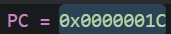 PC = 0x0000001C